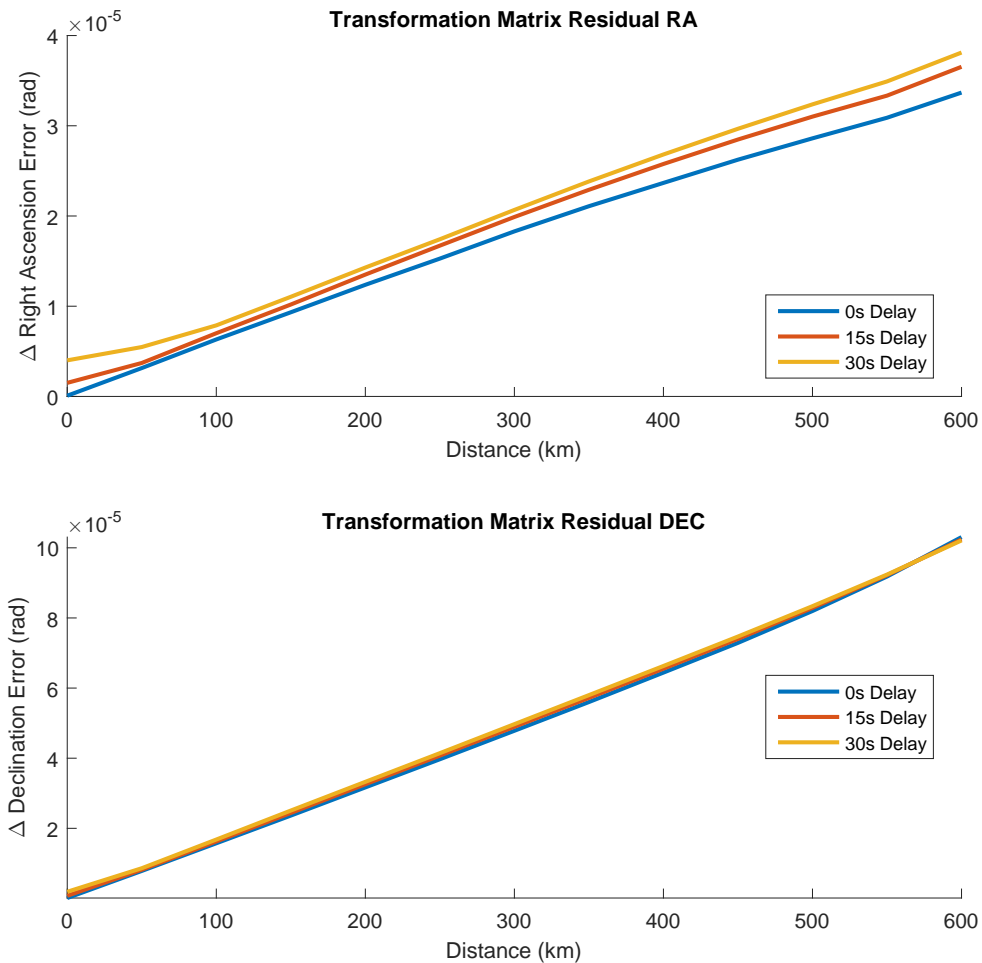 Transformation Matrix Residual RA
×10⁻⁵
4
3
2
1
0
Δ Right Ascension Error (rad)
0s Delay
15s Delay
30s Delay
0 100 200 300 400 500 600
Distance (km)
Transformation Matrix Residual DEC
×10⁻⁵
10
8
6
4
2
Δ Declination Error (rad)
0s Delay
15s Delay
30s Delay
0 100 200 300 400 500 600
Distance (km)